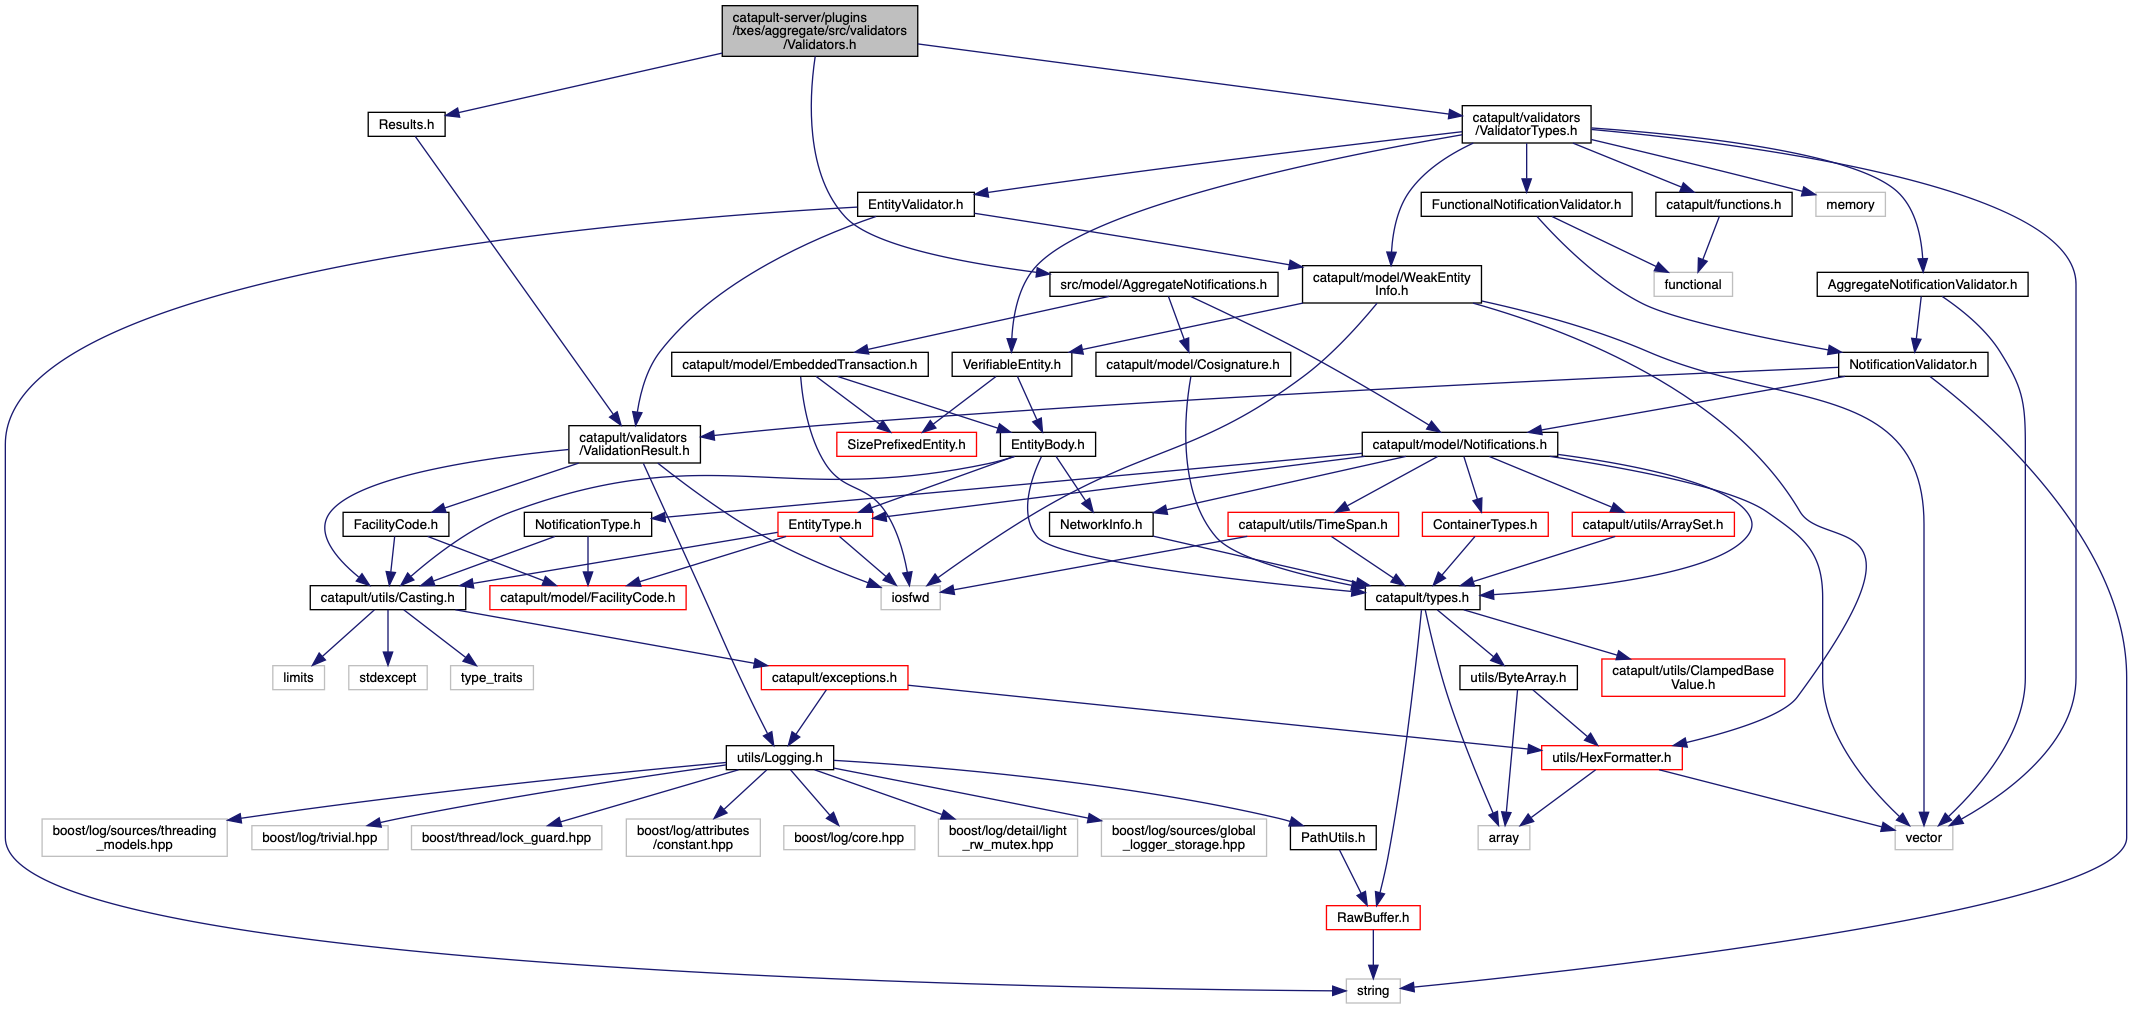 catapult-server/plugins
/txes/aggregate/src/validators
/Validators.h
Results.h
catapult/validators
/ValidatorTypes.h
EntityValidator.h
FunctionalNotificationValidator.h
catapult/functions.h
memory
src/model/AggregateNotifications.h
catapult/model/WeakEntity
Info.h
functional
AggregateNotificationValidator.h
catapult/model/EmbeddedTransaction.h
VerifiableEntity.h
catapult/model/Cosignature.h
NotificationValidator.h
catapult/validators
/ValidationResult.h
SizePrefixedEntity.h
EntityBody.h
catapult/model/Notifications.h
FacilityCode.h
NotificationType.h
EntityType.h
NetworkInfo.h
catapult/utils/TimeSpan.h
ContainerTypes.h
catapult/utils/ArraySet.h
catapult/utils/Casting.h
catapult/model/FacilityCode.h
iosfwd
catapult/types.h
limits
stdexcept
type_traits
catapult/exceptions.h
utils/ByteArray.h
catapult/utils/ClampedBase
Value.h
utils/Logging.h
utils/HexFormatter.h
boost/log/sources/threading
_models.hpp
boost/log/trivial.hpp
boost/thread/lock_guard.hpp
boost/log/attributes
/constant.hpp
boost/log/core.hpp
boost/log/detail/light
_rw_mutex.hpp
boost/log/sources/global
_logger_storage.hpp
PathUtils.h
array
vector
RawBuffer.h
string